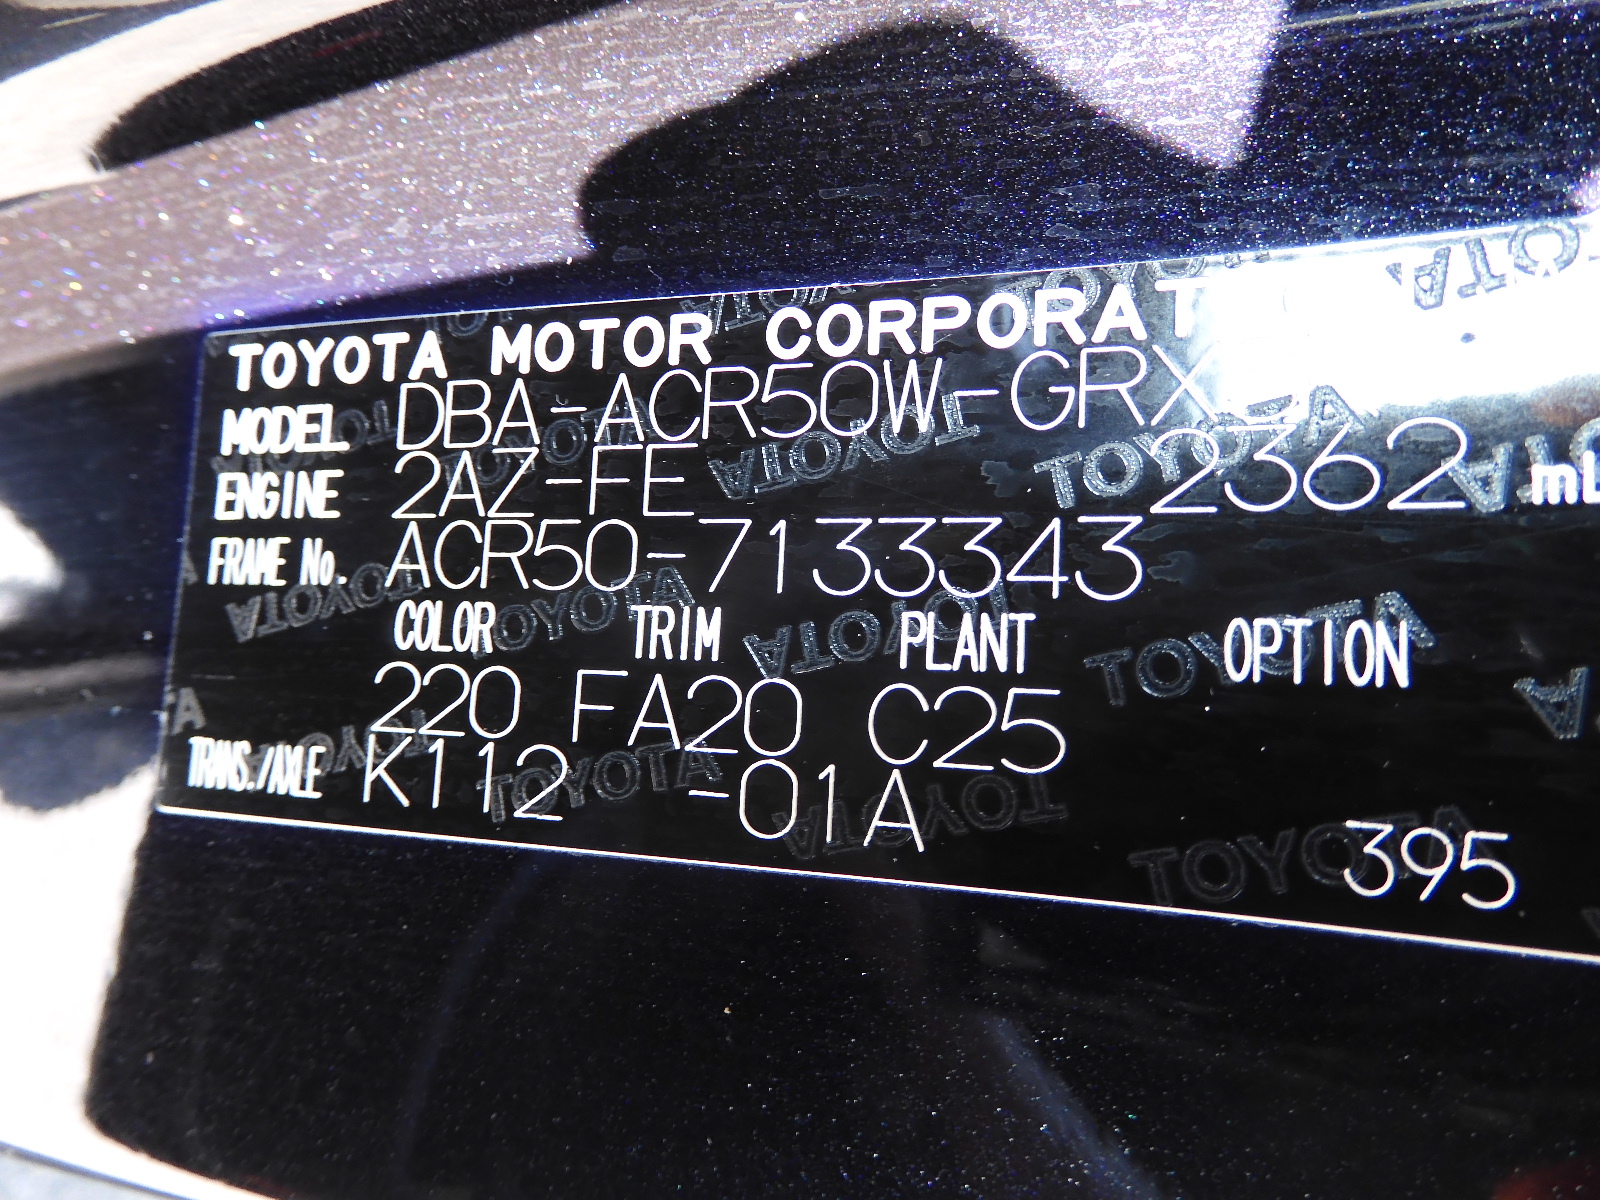 TOYOTA MOTOR CORPORAT
MODEL DBA-ACR50W-GRX
ENGINE 2AZ-FE 2362 mL
FRAME No. ACR50-7133343
COLOR TRIM PLANT OPTION
220 FA20 C25
TRANS./AXLE K112 -01A
395